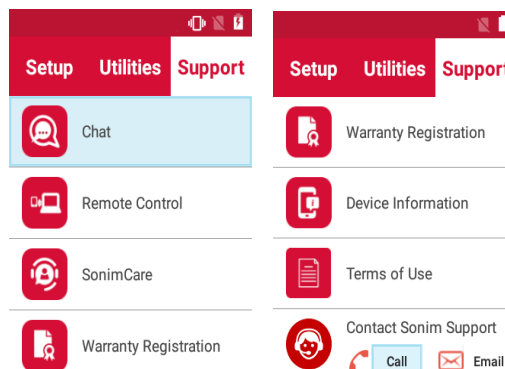 Setup Utilities Support
Chat
Remote Control
SonimCare
Warranty Registration
Setup Utilities Support
Warranty Registration
Device Information
Terms of Use
Contact Sonim Support
Call Email